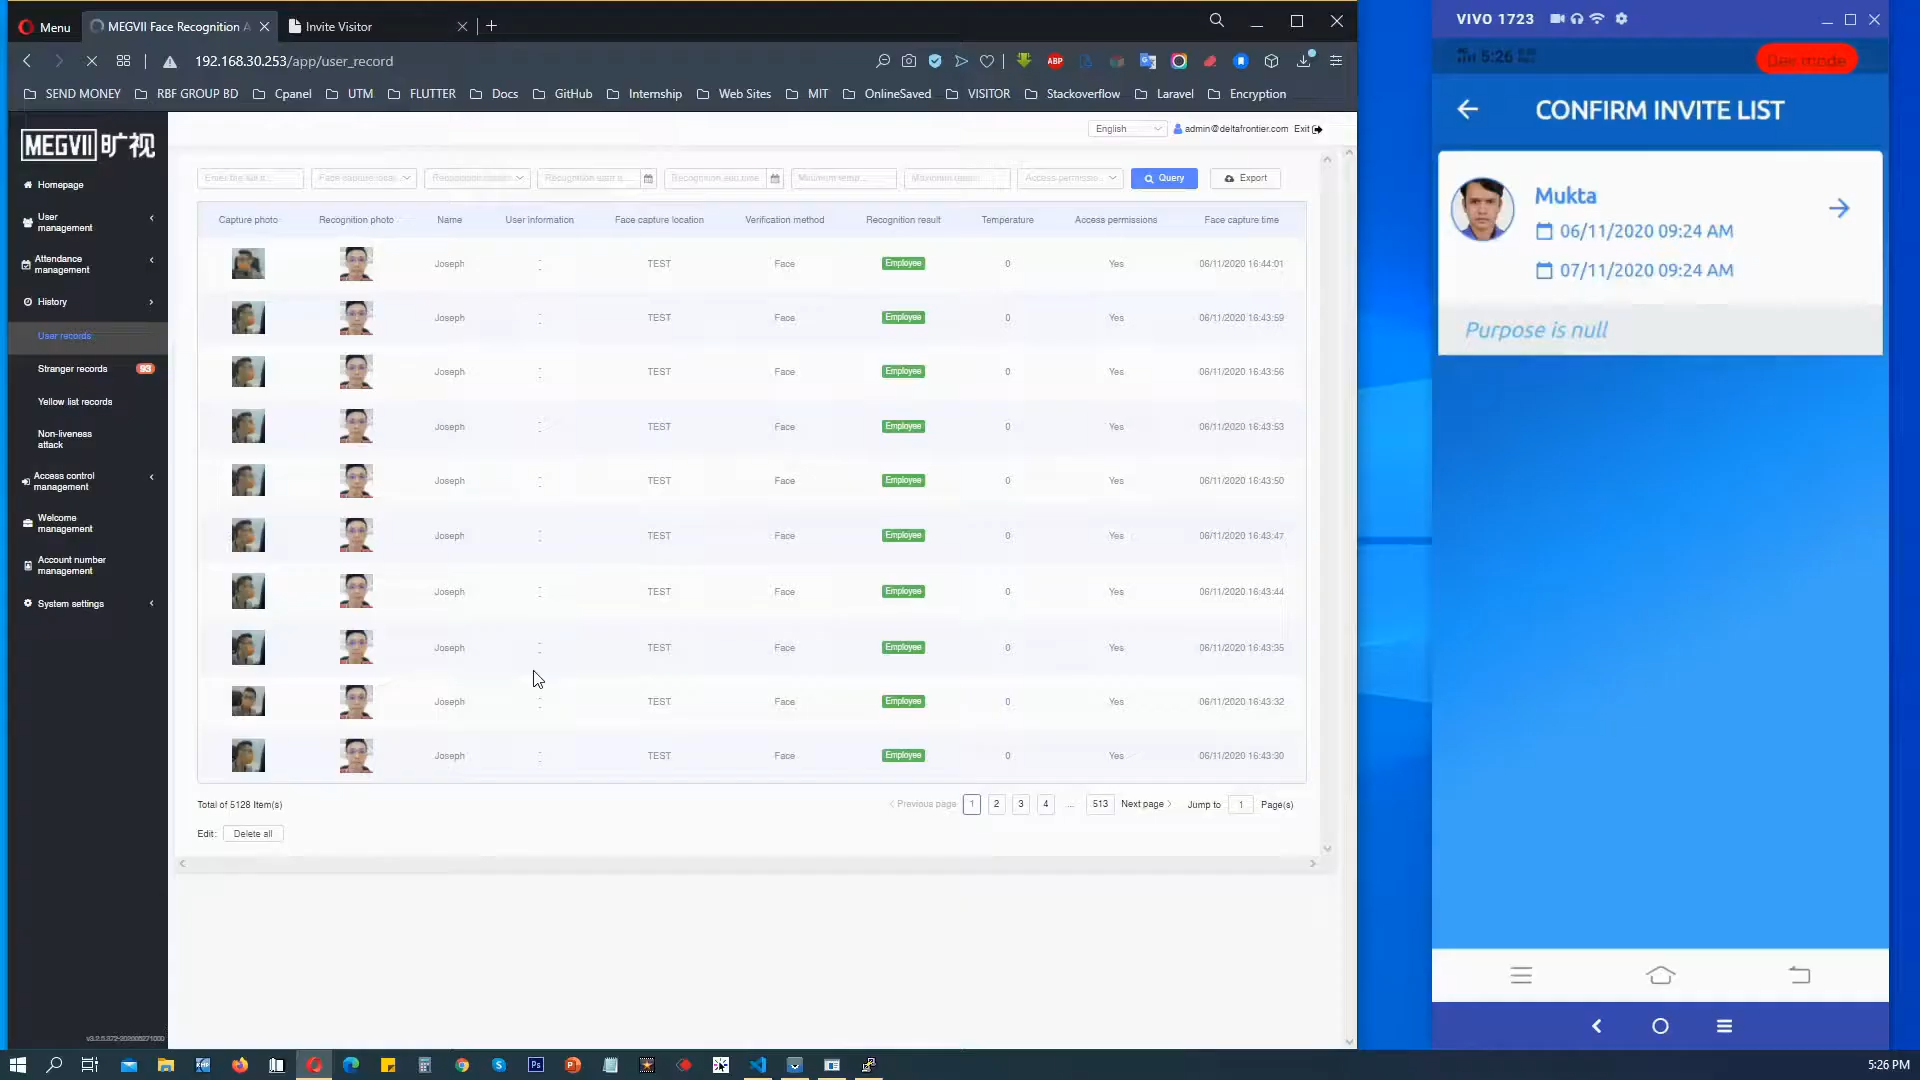 Menu
MEGVII Face Recognition A
Invite Visitor
192.168.30.253/app/user_record
SEND MONEY
RBF GROUP BD
Cpanel
UTM
FLUTTER
Docs
GitHub
Internship
Web Sites
MIT
OnlineSaved
VISITOR
Stackoverflow
Laravel
Encryption
ABP
MEGVII 旷视
Homepage
User
management
Attendance
management
History
User records
Stranger records 93
Yellow list records
Non-liveness
attack
Access control
management
Welcome
management
Account number
management
System settings
English admin@deltafrontier.com Exit
Query Export
Capture photo Recognition photo Name User information Face capture location Verification method Recognition result Temperature Access permissions Face capture time
Joseph - TEST Face Employee 0 Yes 06/11/2020 16:44:01
Joseph - TEST Face Employee 0 Yes 06/11/2020 16:43:59
Joseph - TEST Face Employee 0 Yes 06/11/2020 16:43:56
Joseph - TEST Face Employee 0 Yes 06/11/2020 16:43:53
Joseph - TEST Face Employee 0 Yes 06/11/2020 16:43:50
Joseph - TEST Face Employee 0 Yes 06/11/2020 16:43:47
Joseph - TEST Face Employee 0 Yes 06/11/2020 16:43:44
Joseph - TEST Face Employee 0 Yes 06/11/2020 16:43:35
Joseph - TEST Face Employee 0 Yes 06/11/2020 16:43:32
Joseph - TEST Face Employee 0 Yes 06/11/2020 16:43:30
Total of 5128 Item(s)
Previous page 1 2 3 4 ... 513 Next page Jump to 1 Page(s)
Edit: Delete all
VIVO 1723
5:26
Dev mode
CONFIRM INVITE LIST
Mukta
06/11/2020 09:24 AM
07/11/2020 09:24 AM
Purpose is null
5:26 PM